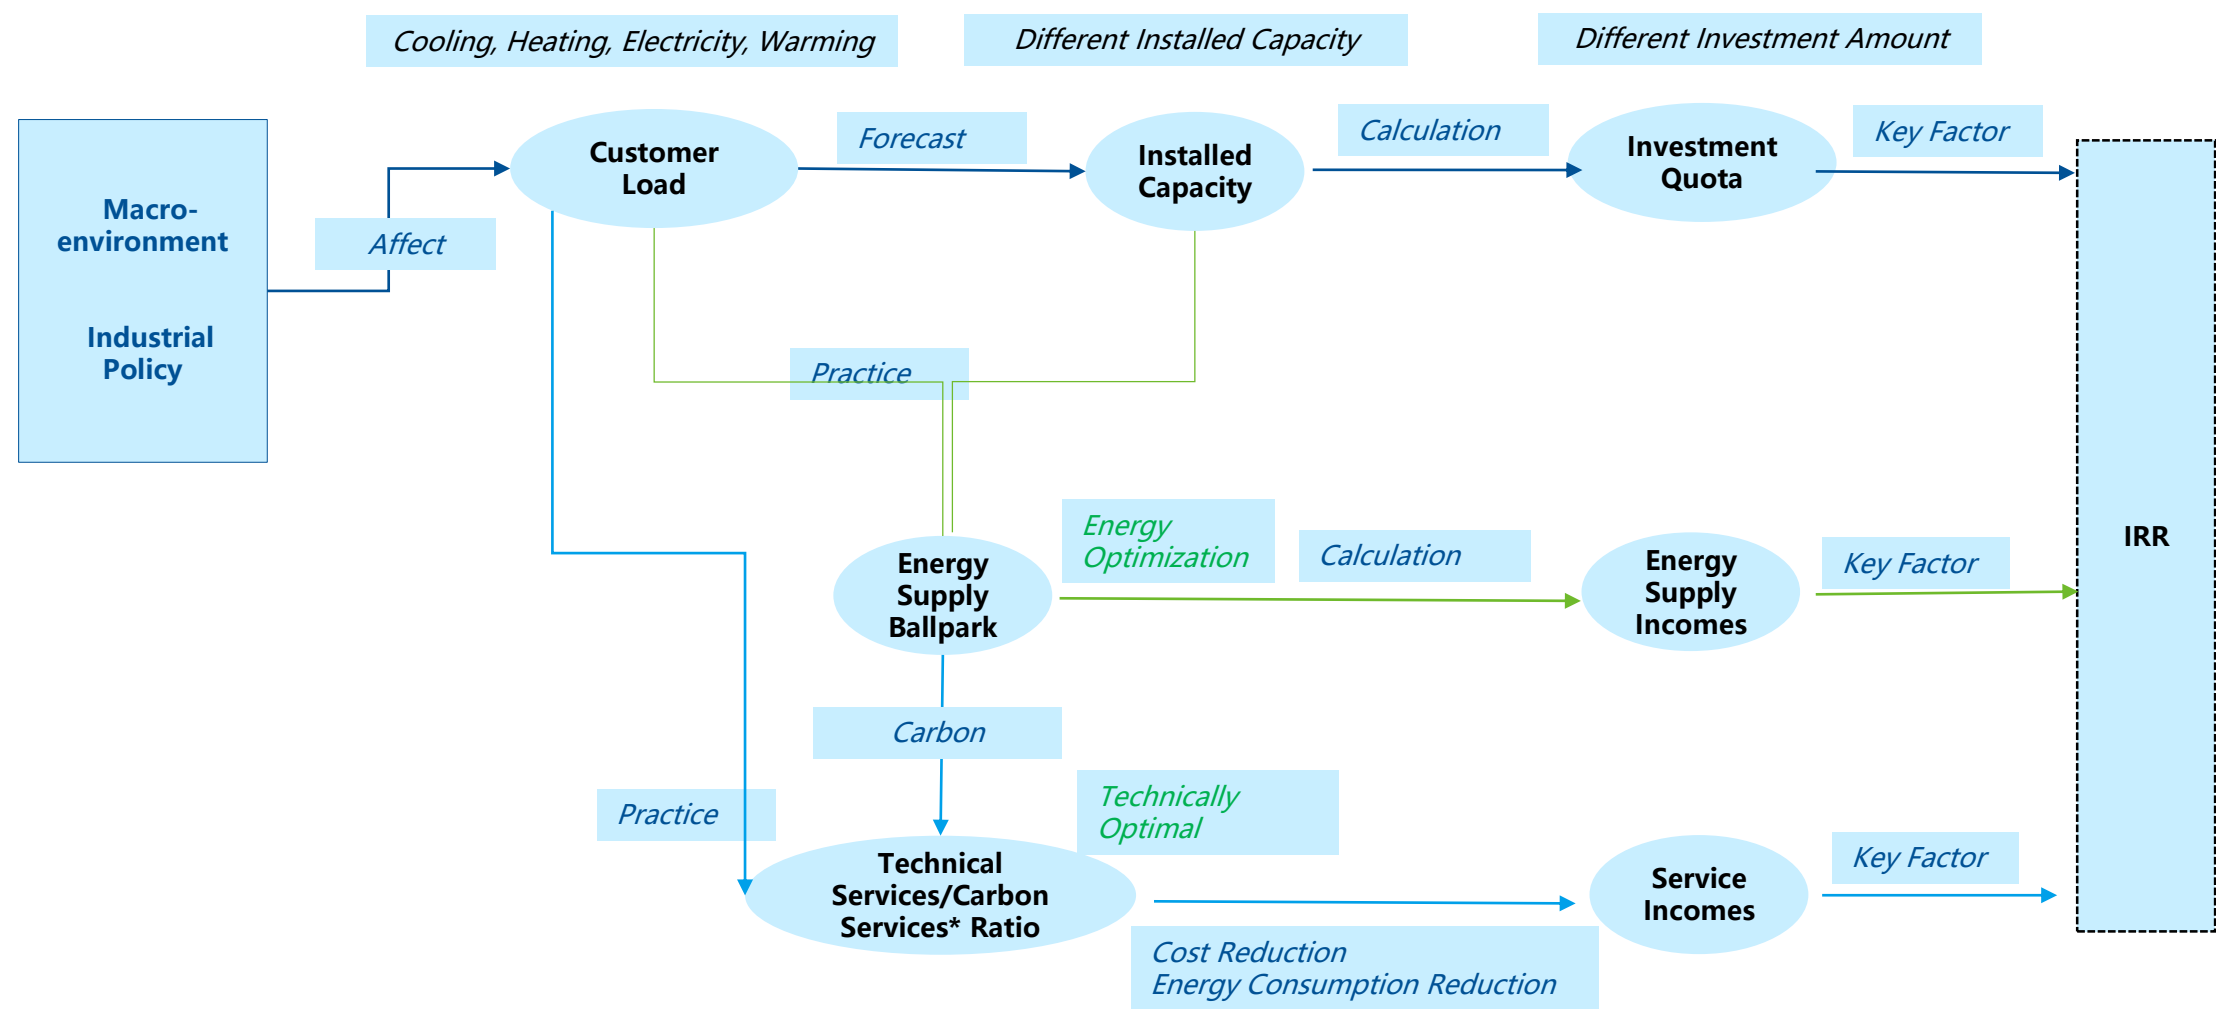 Cooling, Heating, Electricity, Warming
Different Installed Capacity
Different Investment Amount
Macro-
environment
Industrial
Policy
Affect
Customer
Load
Forecast
Installed
Capacity
Calculation
Investment
Quota
Key Factor
Practice
IRR
Energy
Supply
Ballpark
Energy
Optimization
Calculation
Energy
Supply
Incomes
Key Factor
Carbon
Practice
Technically
Optimal
Technical
Services/Carbon
Services* Ratio
Cost Reduction
Energy Consumption Reduction
Service
Incomes
Key Factor